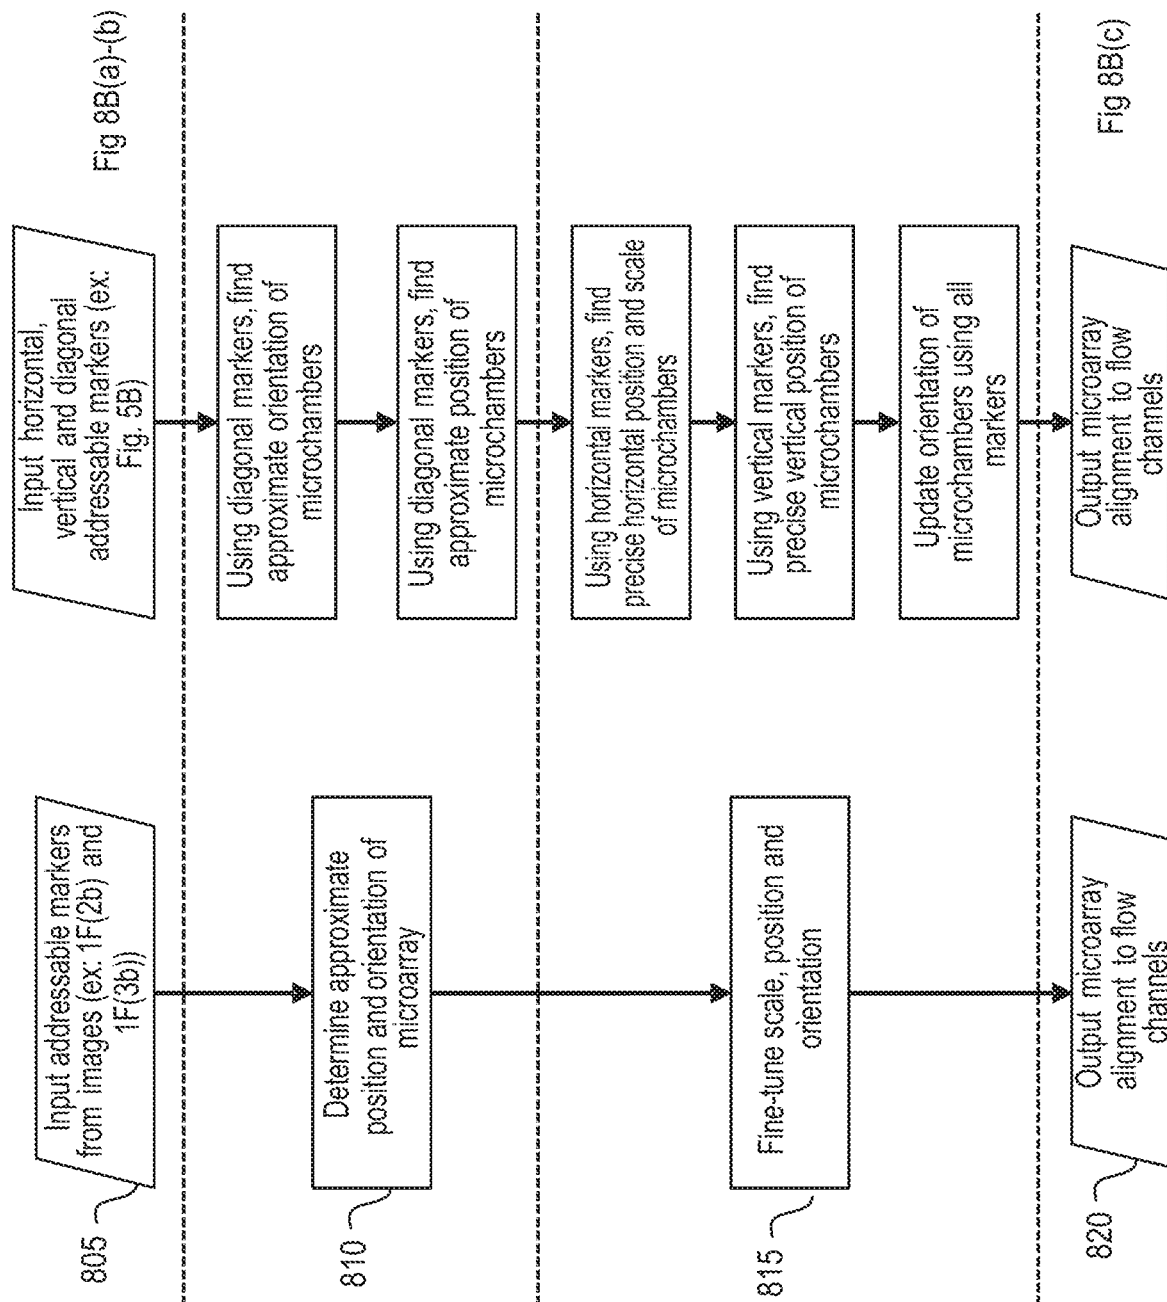 805
Input addressable markers
from images (ex: 1F(2b) and
1F(3b))
810
Determine approximate
position and orientation of
microarray
815
Fine-tune scale, position and
orientation
820
Output microarray
alignment to flow
channels
Input horizontal,
vertical and diagonal
addressable markers (ex:
Fig. 5B)
Fig 8B(a)-(b)
Using diagonal markers, find
approximate orientation of
microchambers
Using diagonal markers, find
approximate position of
microchambers
Using horizontal markers, find
precise horizontal position and scale
of microchambers
Using vertical markers, find
precise vertical position of
microchambers
Update orientation of
microchambers using all
markers
Output microarray
alignment to flow
channels
Fig 8B(c)